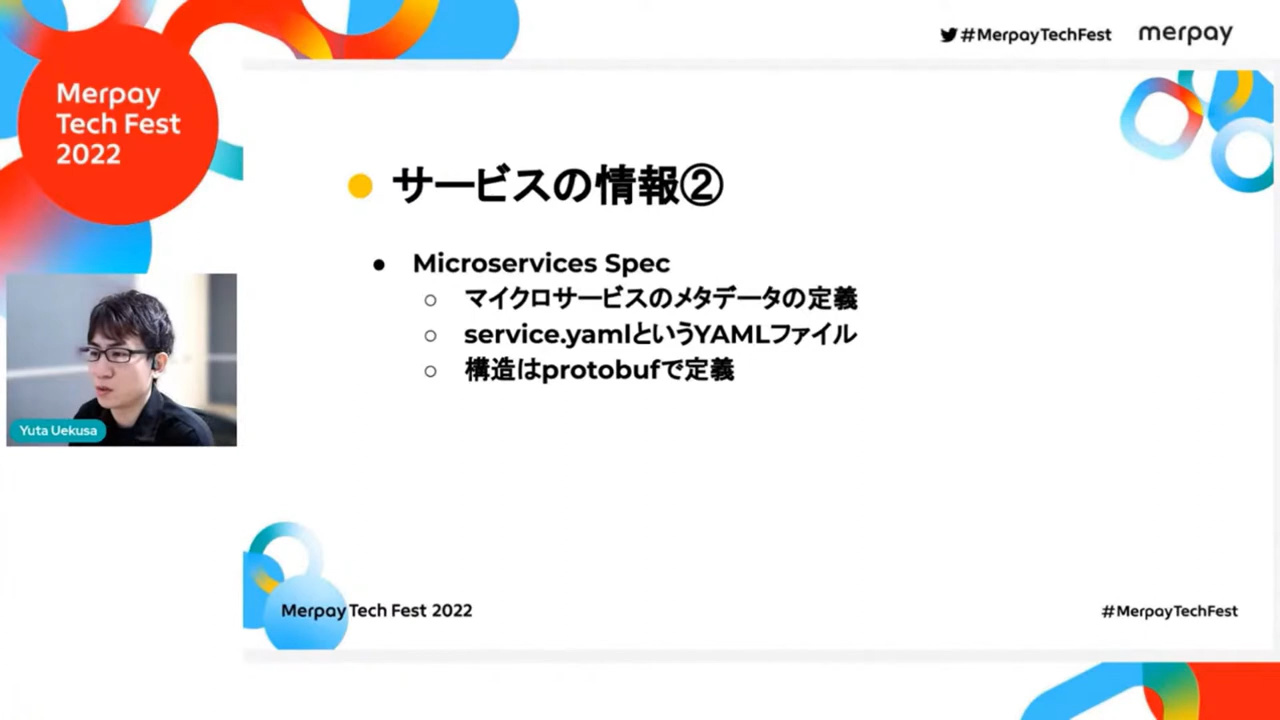 #MerpayTechFest
merpay
Merpay
Tech Fest
2022
サービスの情報②
● Microservices Spec
○ マイクロサービスのメタデータの定義
○ service.yamlというYAMLファイル
○ 構造はprotobufで定義
Yuta Uekusa
Merpay Tech Fest 2022
#MerpayTechFest